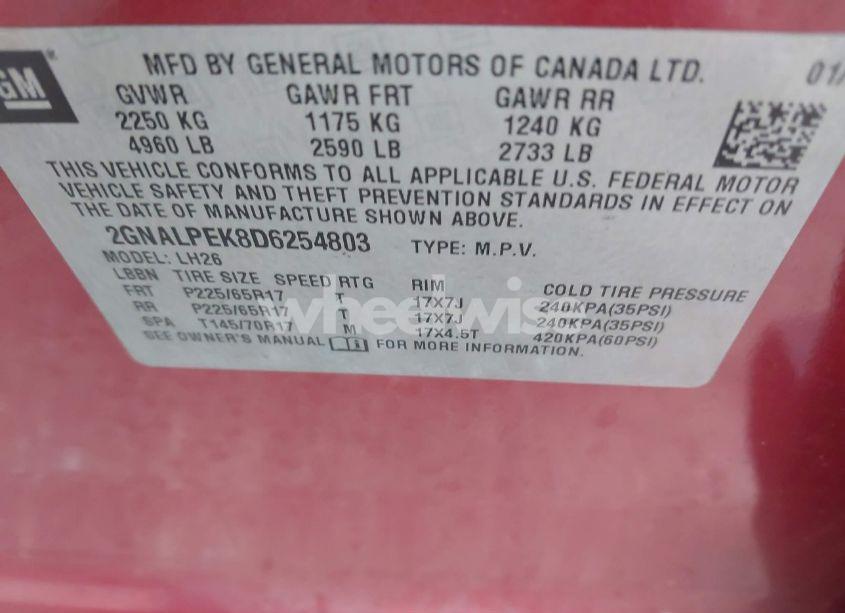 GM
MFD BY GENERAL MOTORS OF CANADA LTD. 01/
GVWR GAWR FRT GAWR RR
2250 KG 1175 KG 1240 KG
4960 LB 2590 LB 2733 LB
THIS VEHICLE CONFORMS TO ALL APPLICABLE U.S. FEDERAL MOTOR
VEHICLE SAFETY AND THEFT PREVENTION STANDARDS IN EFFECT ON
THE DATE OF MANUFACTURE SHOWN ABOVE.
2GNALPEK8D6254803 TYPE: M.P.V.
MODEL: LH26
LBBN TIRE SIZE SPEED RTG RIM COLD TIRE PRESSURE
FRT P225/65R17 T 17X7J 240KPA(35PSI)
RR P225/65R17 T 17X7J 240KPA(35PSI)
SPA T145/70R17 M 17X4.5T 420KPA(60PSI)
SEE OWNER'S MANUAL FOR MORE INFORMATION.